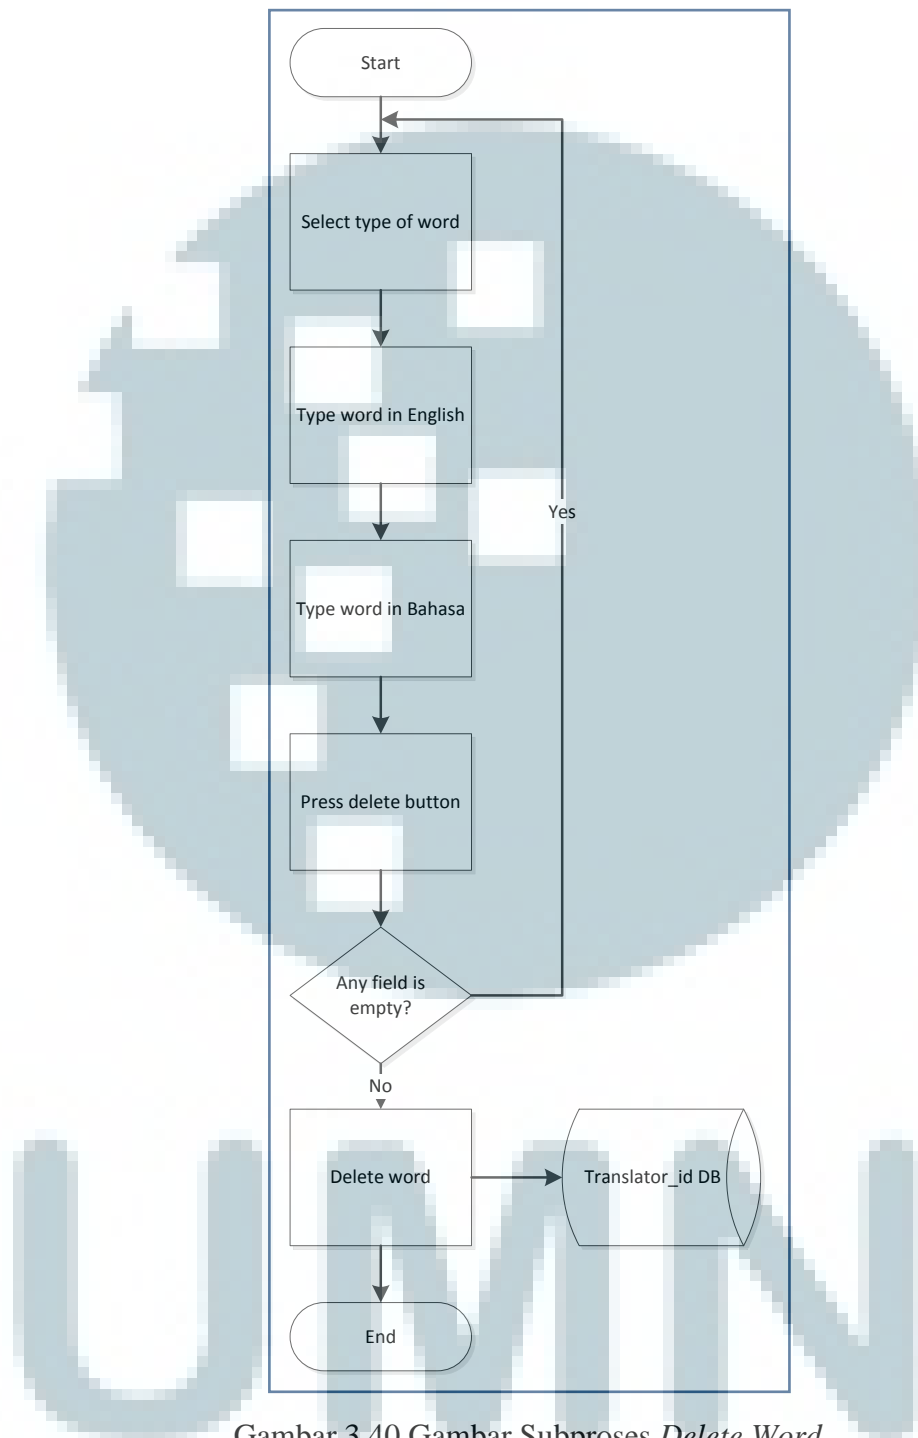 Start
Select type of word
Type word in English
Yes
Type word in Bahasa
Press delete button
Any field is
empty?
No
Delete word
Translator_id DB
End
UMN
Gambar 3.40 Gambar Subproses Delete Word